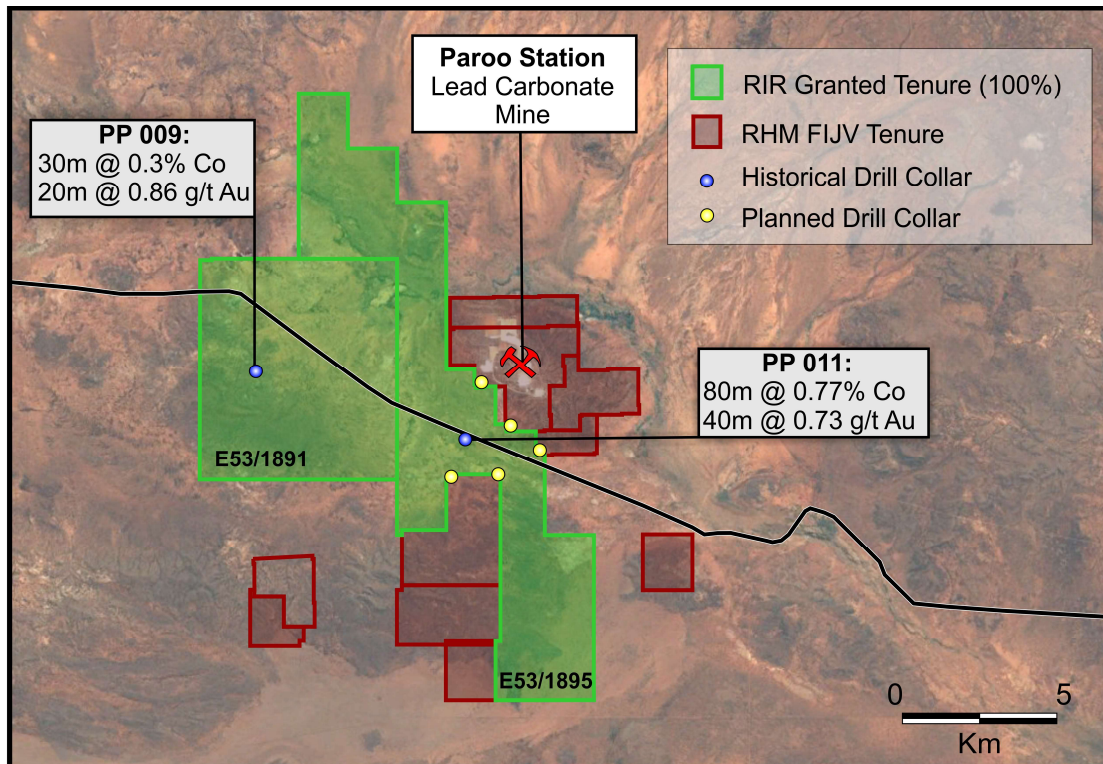 Paroo Station
Lead Carbonate
Mine
RIR Granted Tenure (100%)
RHM FIJV Tenure
Historical Drill Collar
Planned Drill Collar
PP 009:
30m @ 0.3% Co
20m @ 0.86 g/t Au
PP 011:
80m @ 0.77% Co
40m @ 0.73 g/t Au
E53/1891
E53/1895
0 5
Km